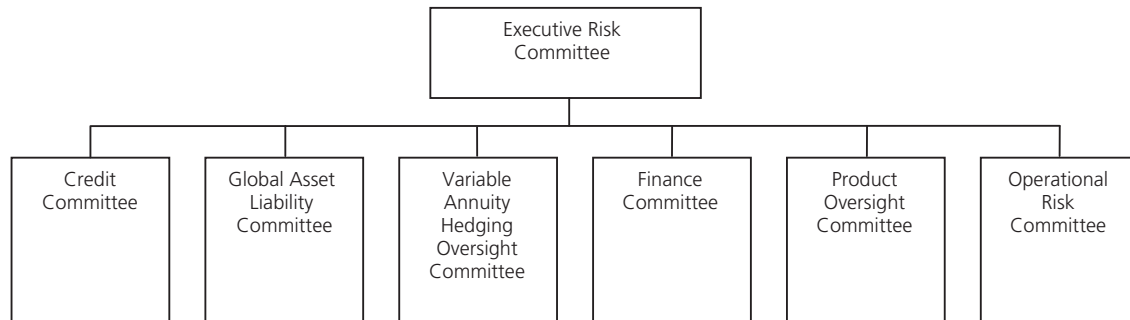 Executive Risk
Committee
Credit
Committee
Global Asset
Liability
Committee
Variable
Annuity
Hedging
Oversight
Committee
Finance
Committee
Product
Oversight
Committee
Operational
Risk
Committee